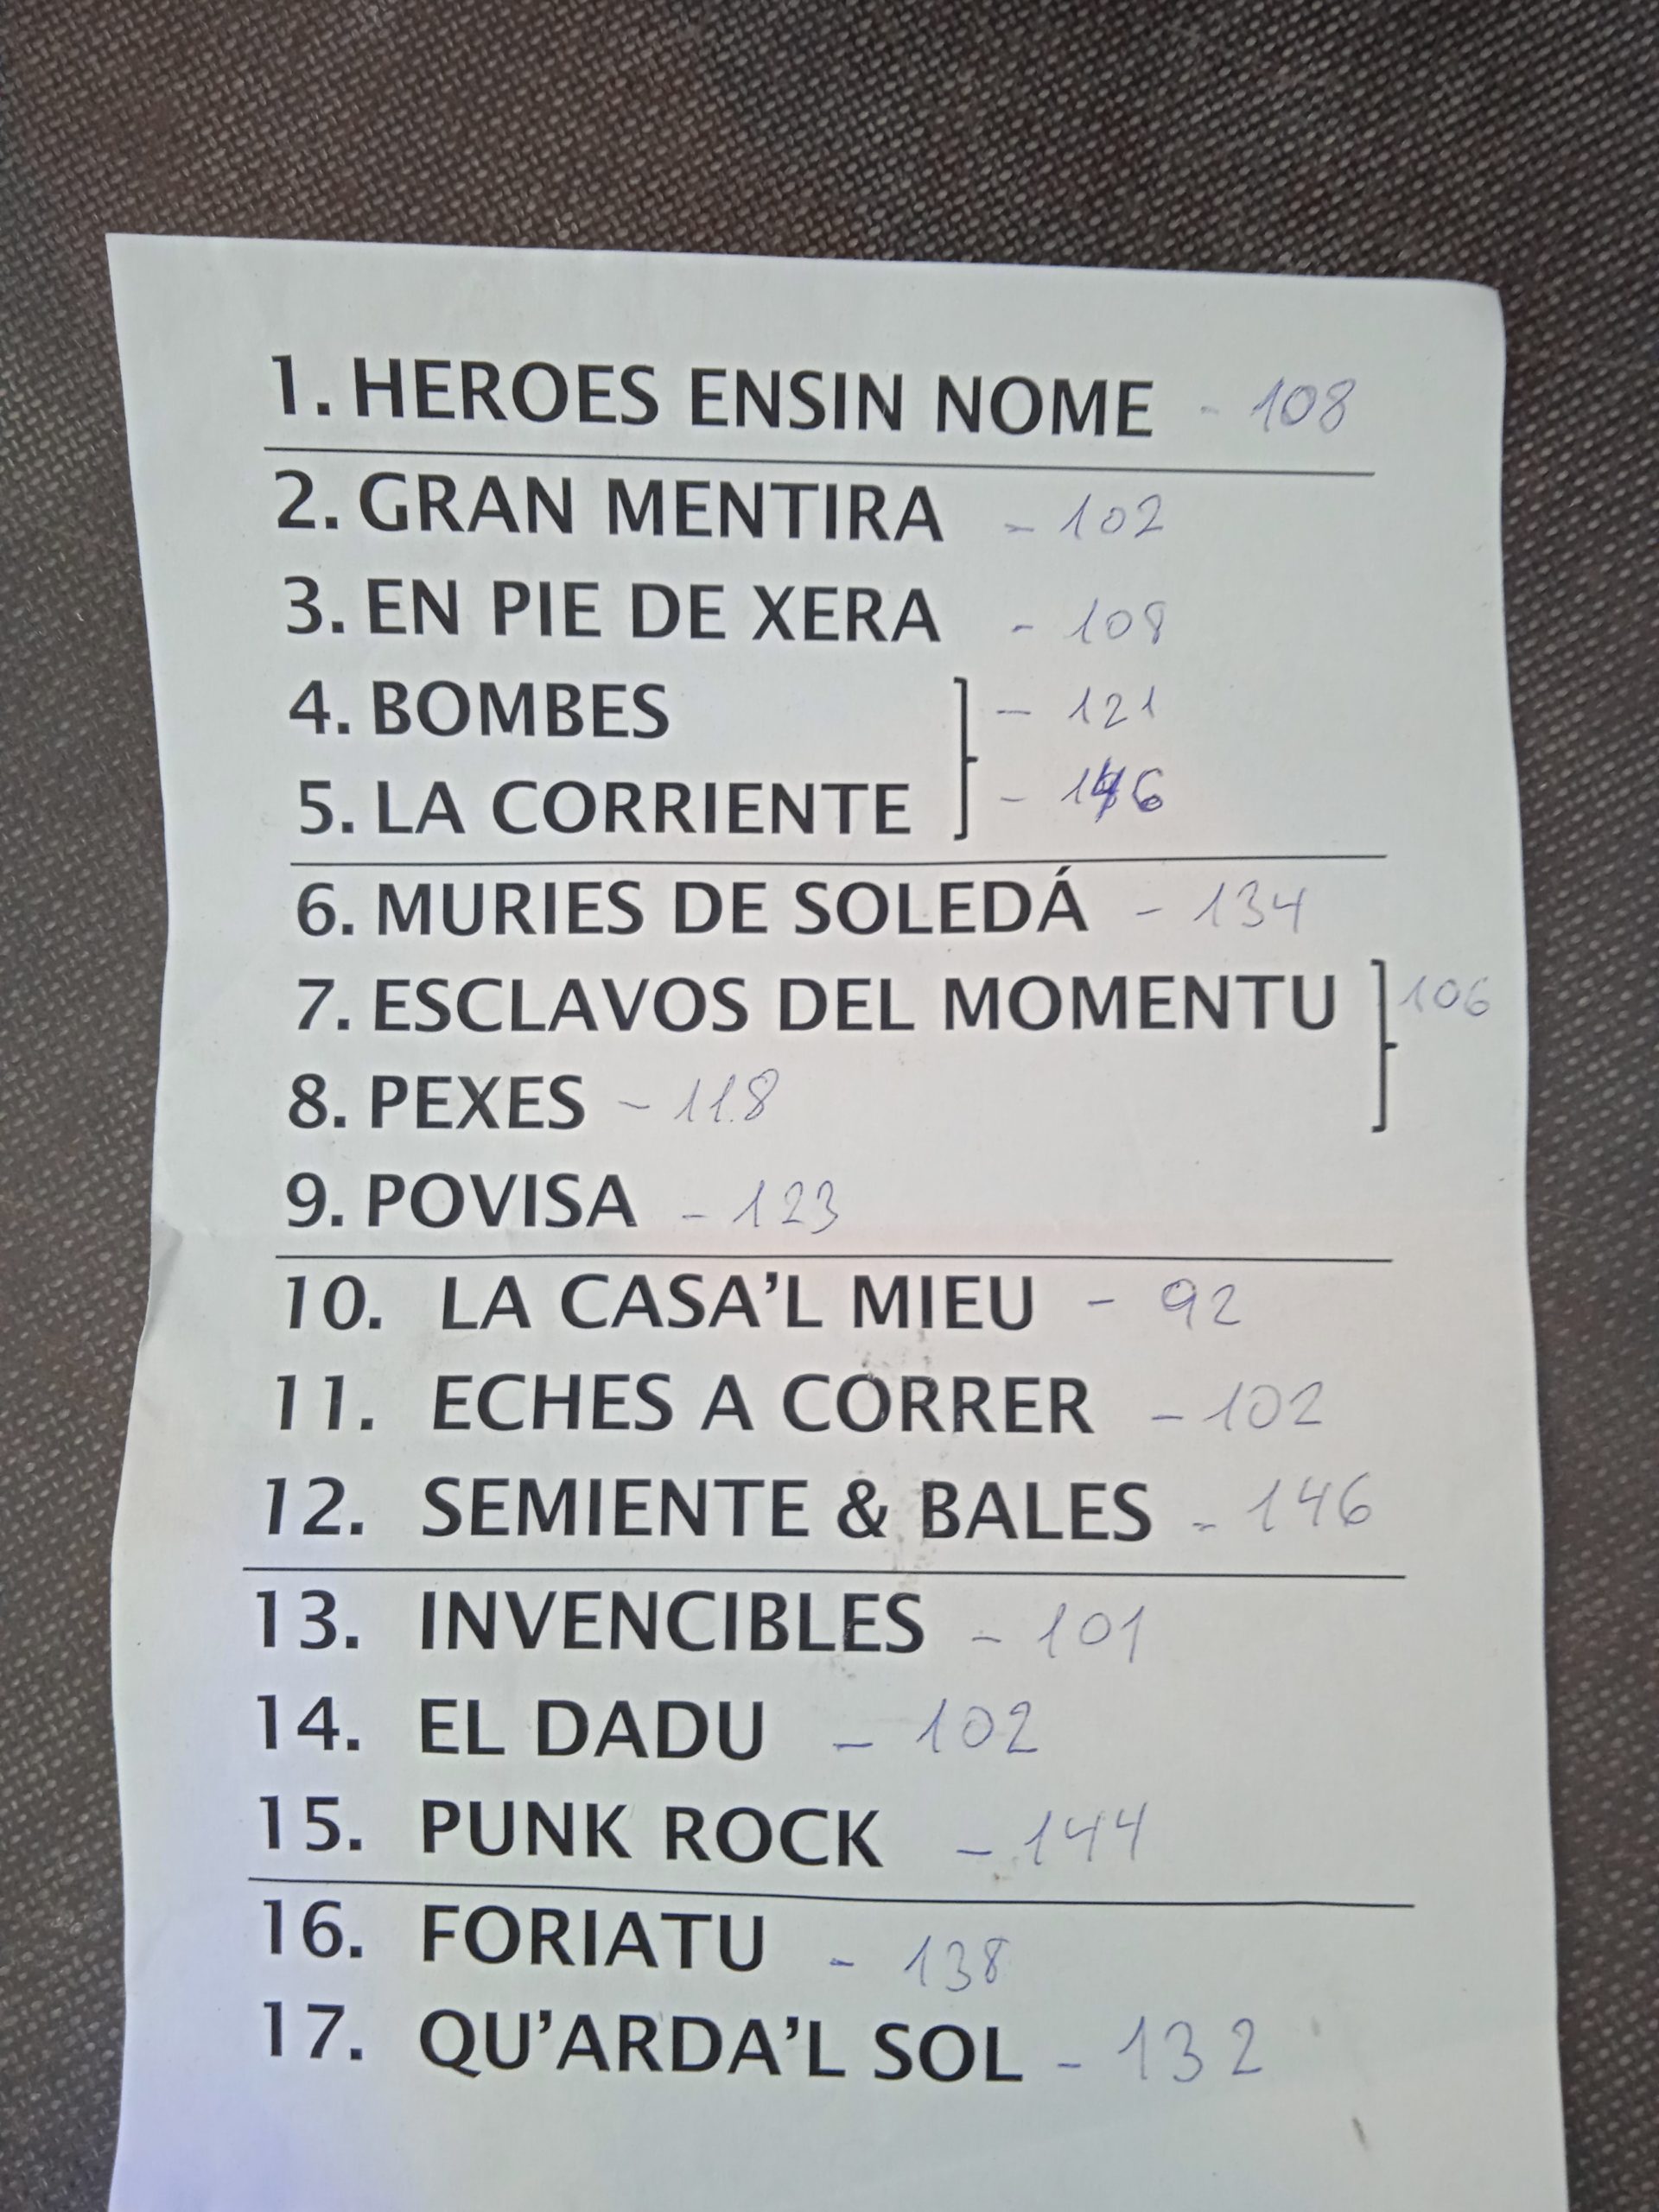 1. HEROES ENSIN NOME - 108
2. GRAN MENTIRA - 102
3. EN PIE DE XERA - 108
4. BOMBES - 121
5. LA CORRIENTE -
6. MURIES DE SOLEDÁ - 134
7. ESCLAVOS DEL MOMENTU 106
8. PEXES - 118
9. POVISA - 123
10. LA CASA'L MIEU - 92
11. ECHES A CORRER - 102
12. SEMIENTE & BALES - 146
13. INVENCIBLES - 101
14. EL DADU - 102
15. PUNK ROCK - 144
16. FORIATU - 138
17. QU'ARDA'L SOL - 132